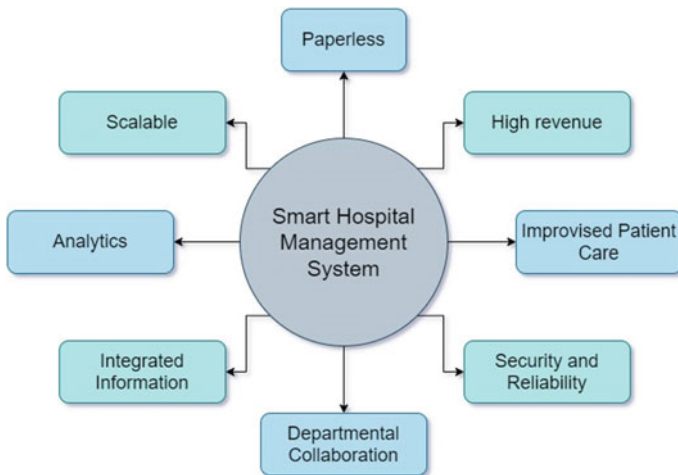 Paperless
Scalable
High revenue
Smart Hospital
Management
System
Analytics
Improvised Patient
Care
Integrated
Information
Security and
Reliability
Departmental
Collaboration